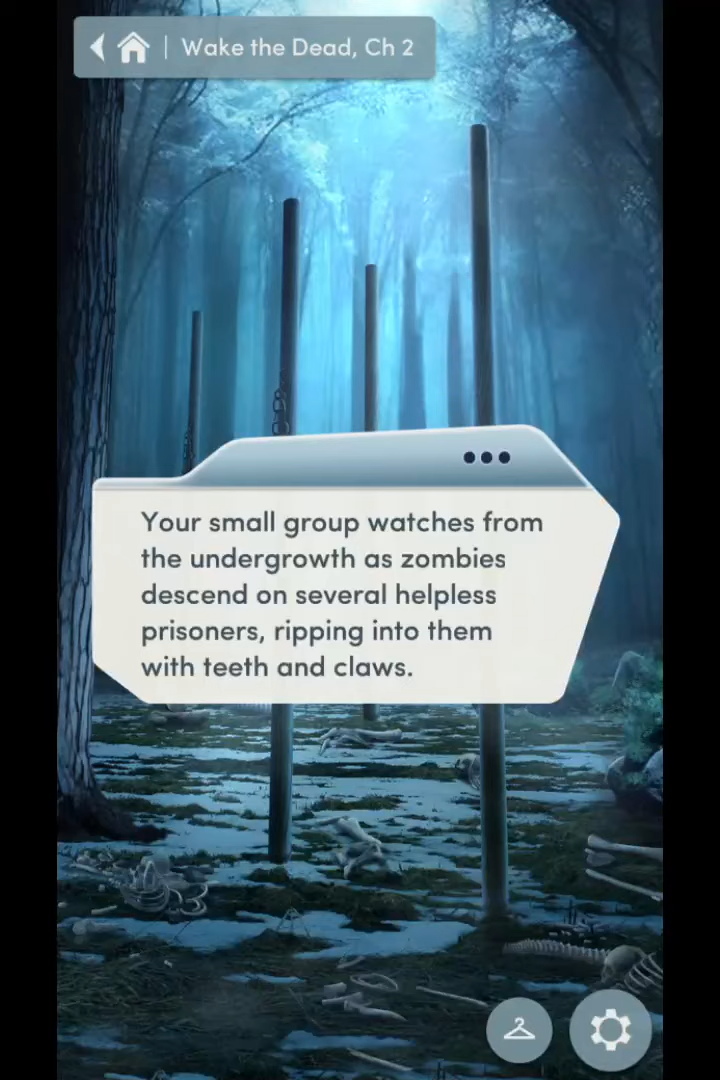 Wake the Dead, Ch 2
Your small group watches from
the undergrowth as zombies
descend on several helpless
prisoners, ripping into them
with teeth and claws.